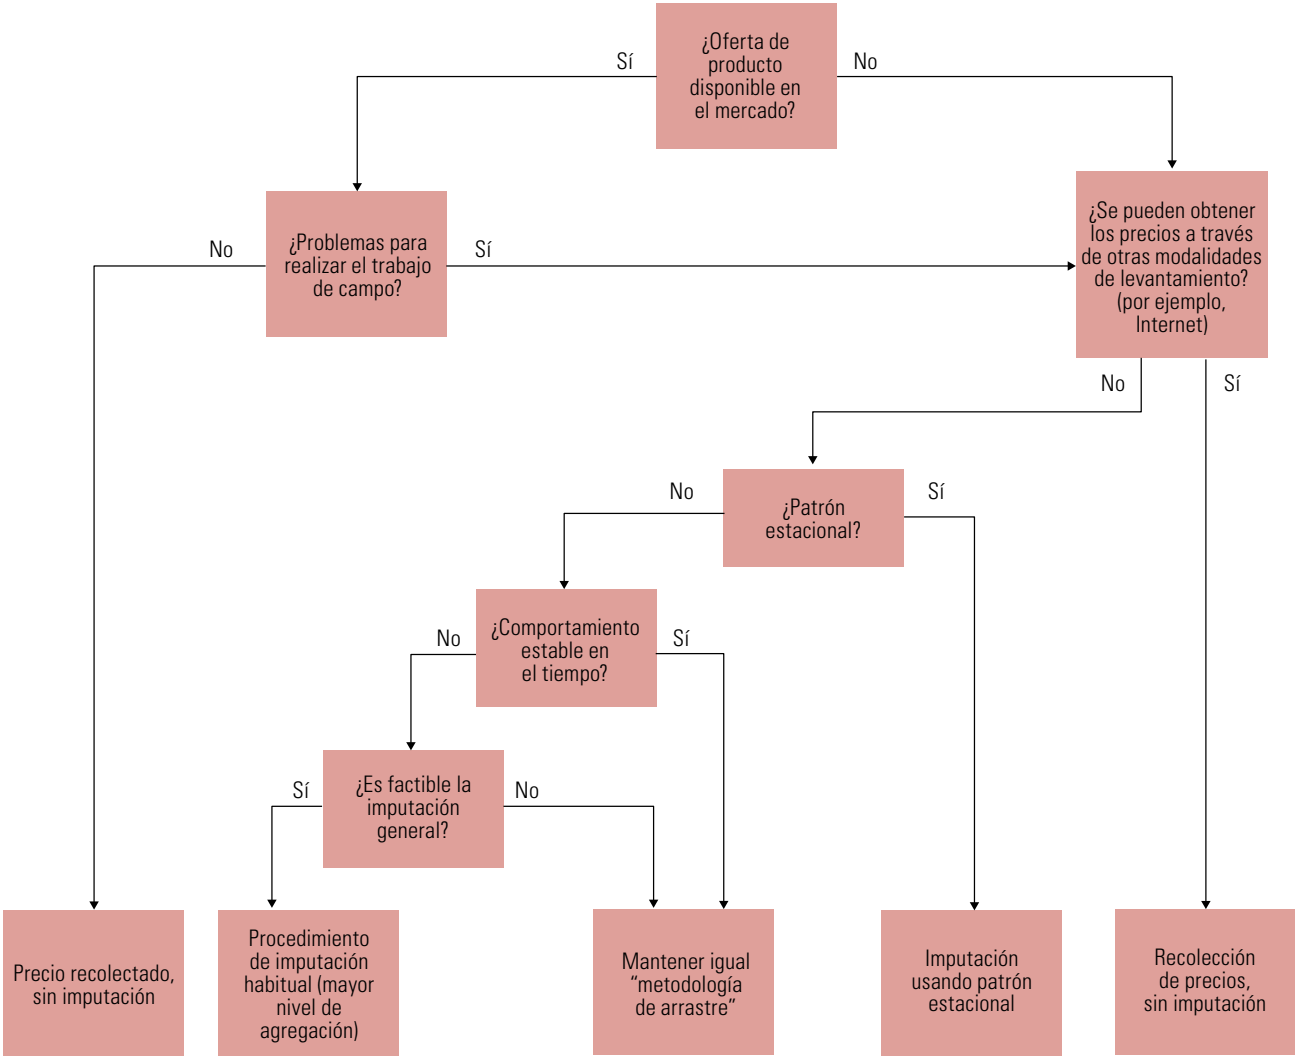 ¿Oferta de
producto
disponible en
el mercado?
Sí
No
¿Problemas para
realizar el trabajo
de campo?
No
Sí
¿Se pueden obtener
los precios a través
de otras modalidades
de levantamiento?
(por ejemplo,
Internet)
No
Sí
¿Patrón
estacional?
No
Sí
¿Comportamiento
estable en
el tiempo?
No
Sí
¿Es factible la
imputación
general?
Sí
No
Precio recolectado,
sin imputación
Procedimiento
de imputación
habitual (mayor
nivel de
agregación)
Mantener igual
“metodología
de arrastre”
Imputación
usando patrón
estacional
Recolección
de precios,
sin imputación